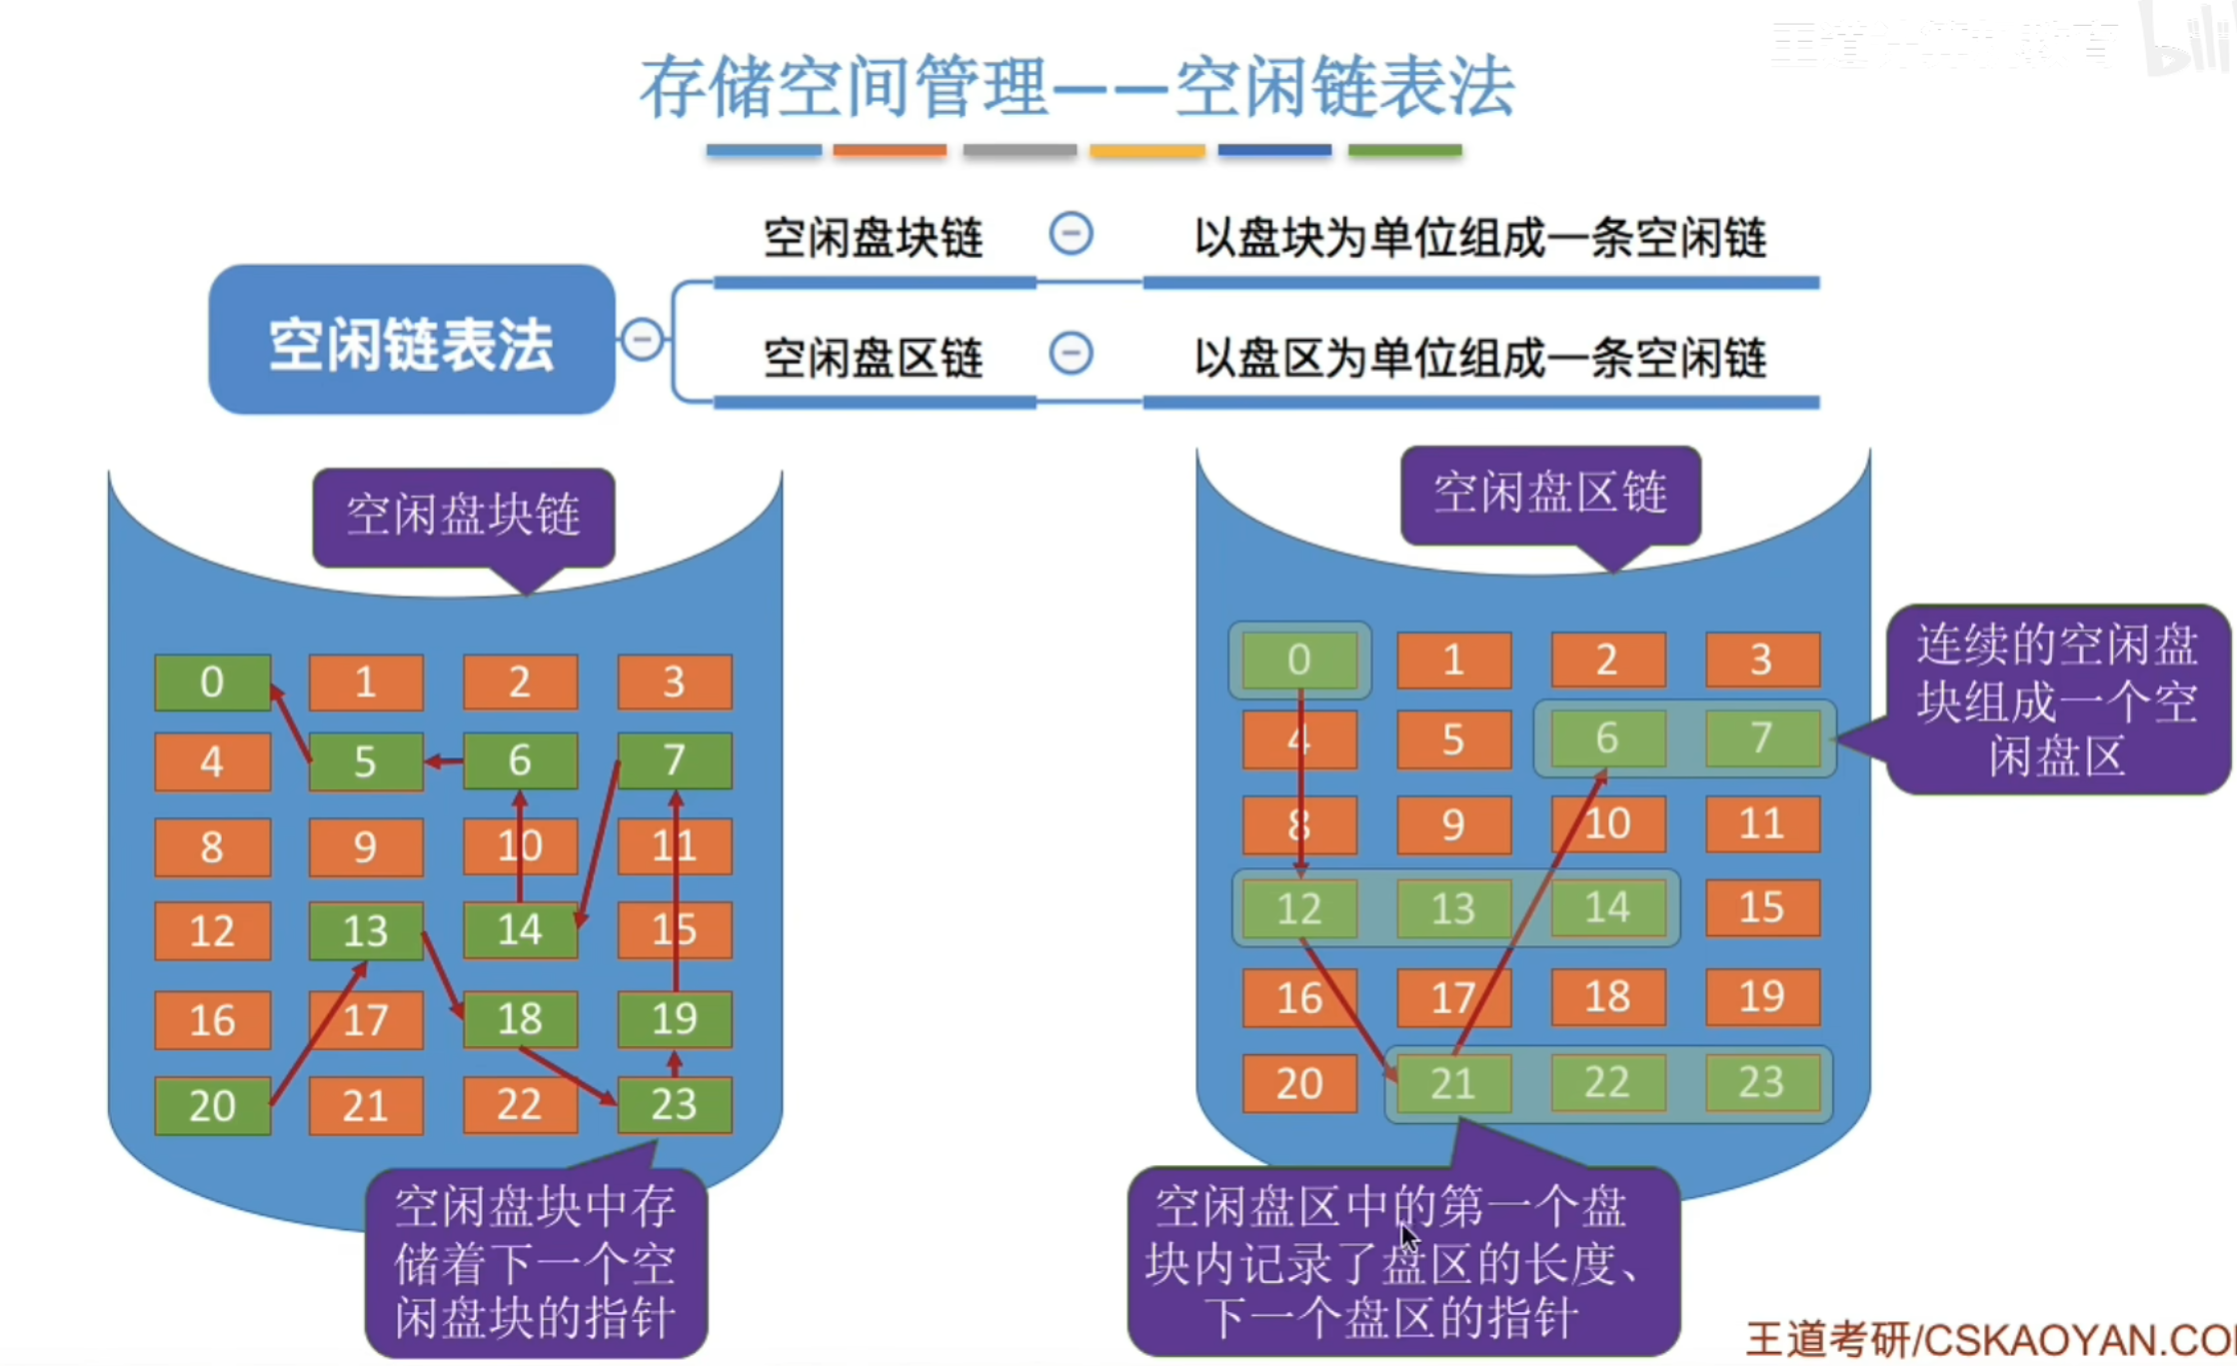 存储空间管理——空闲链表法
空闲盘块链
以盘块为单位组成一条空闲链
空闲链表法
空闲盘区链
以盘区为单位组成一条空闲链
空闲盘块链
0 1 2 3
4 5 6 7
8 9 10 11
12 13 14 15
16 17 18 19
20 21 22 23
空闲盘块中存
储着下一个空
闲盘块的指针
空闲盘区链
0 1 2 3
4 5 6 7
8 9 10 11
12 13 14 15
16 17 18 19
20 21 22 23
连续的空闲盘
块组成一个空
闲盘区
空闲盘区中的第一个盘
块内记录了盘区的长度、
下一个盘区的指针
王道考研/CSKAOYAN.CO